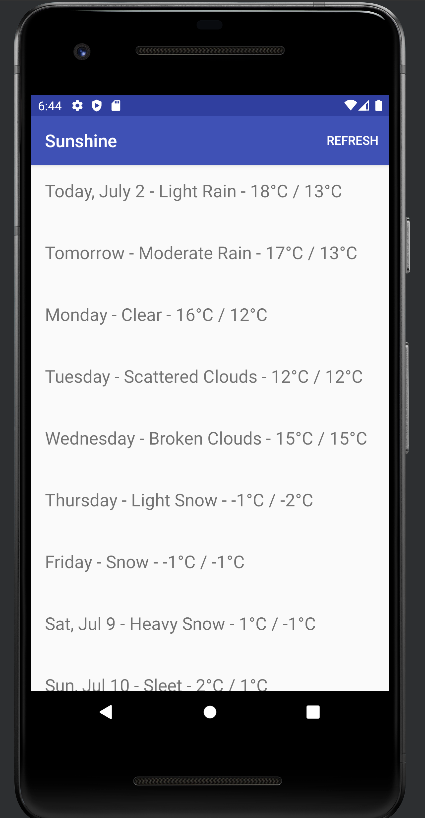 6:44
Sunshine REFRESH
Today, July 2 - Light Rain - 18°C / 13°C
Tomorrow - Moderate Rain - 17°C / 13°C
Monday - Clear - 16°C / 12°C
Tuesday - Scattered Clouds - 12°C / 12°C
Wednesday - Broken Clouds - 15°C / 15°C
Thursday - Light Snow - -1°C / -2°C
Friday - Snow - -1°C / -1°C
Sat, Jul 9 - Heavy Snow - 1°C / -1°C
Sun, Jul 10 - Sleet - 2°C / 1°C